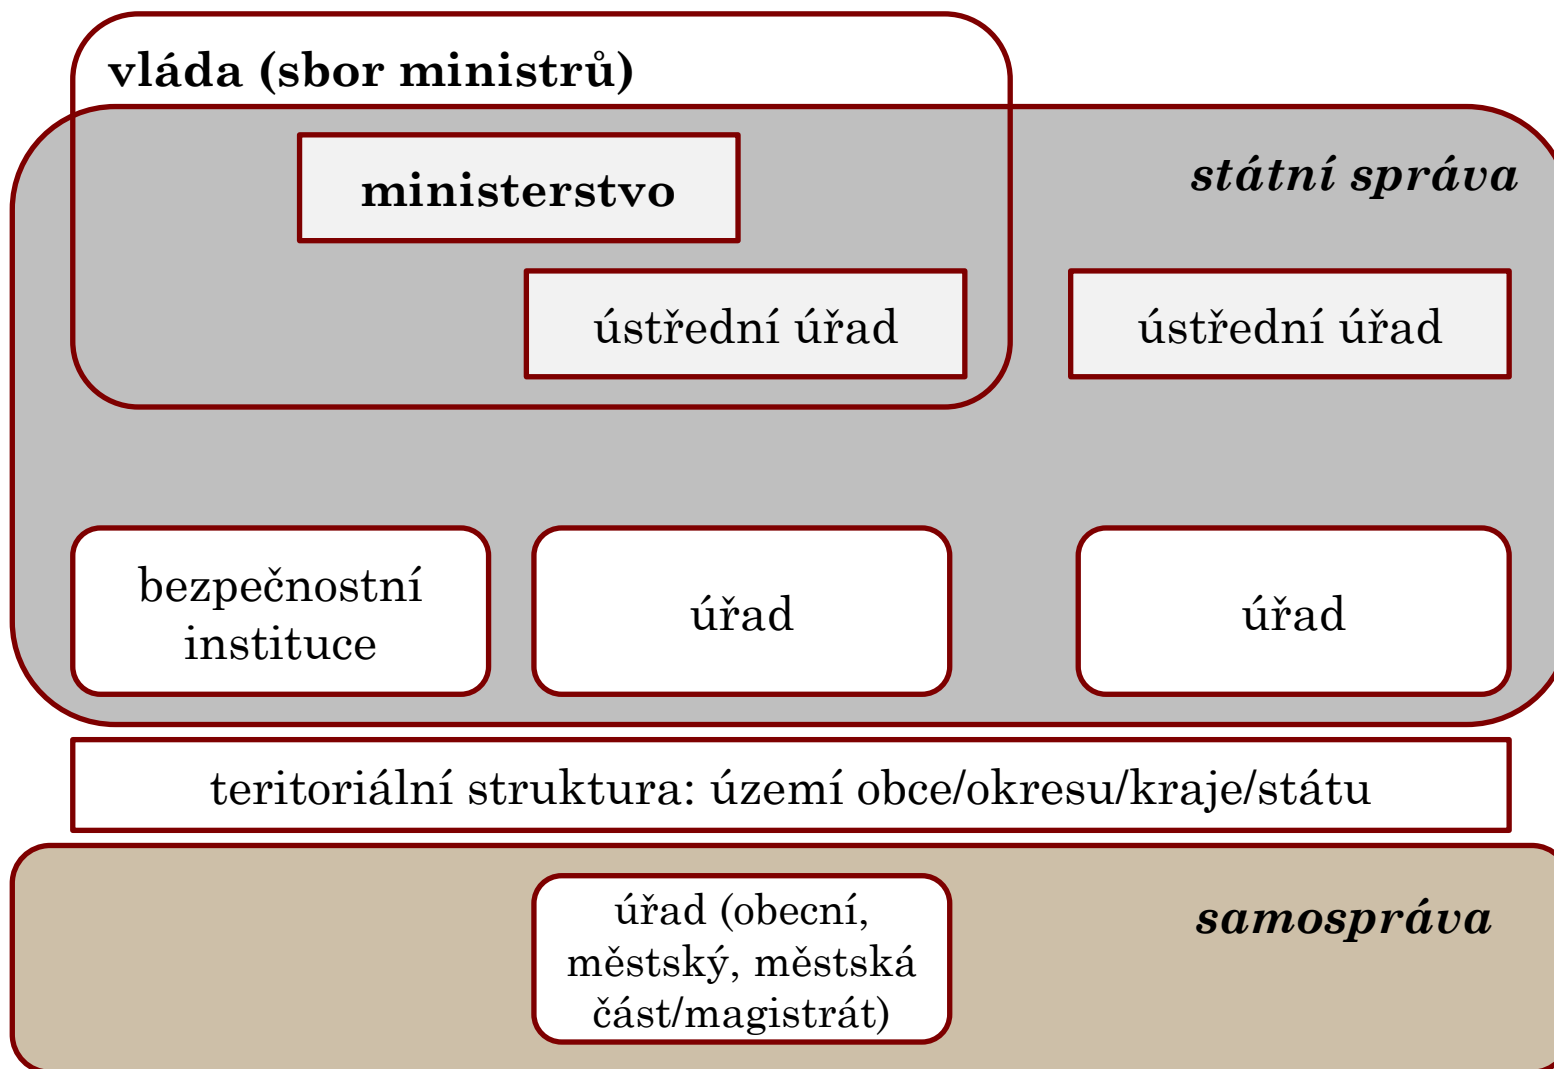 vláda (sbor ministrů)
ministerstvo
státní správa
ústřední úřad
ústřední úřad
bezpečnostní
instituce
úřad
úřad
teritoriální struktura: území obce/okresu/kraje/státu
úřad (obecní,
městský, městská
část/magistrát)
samospráva